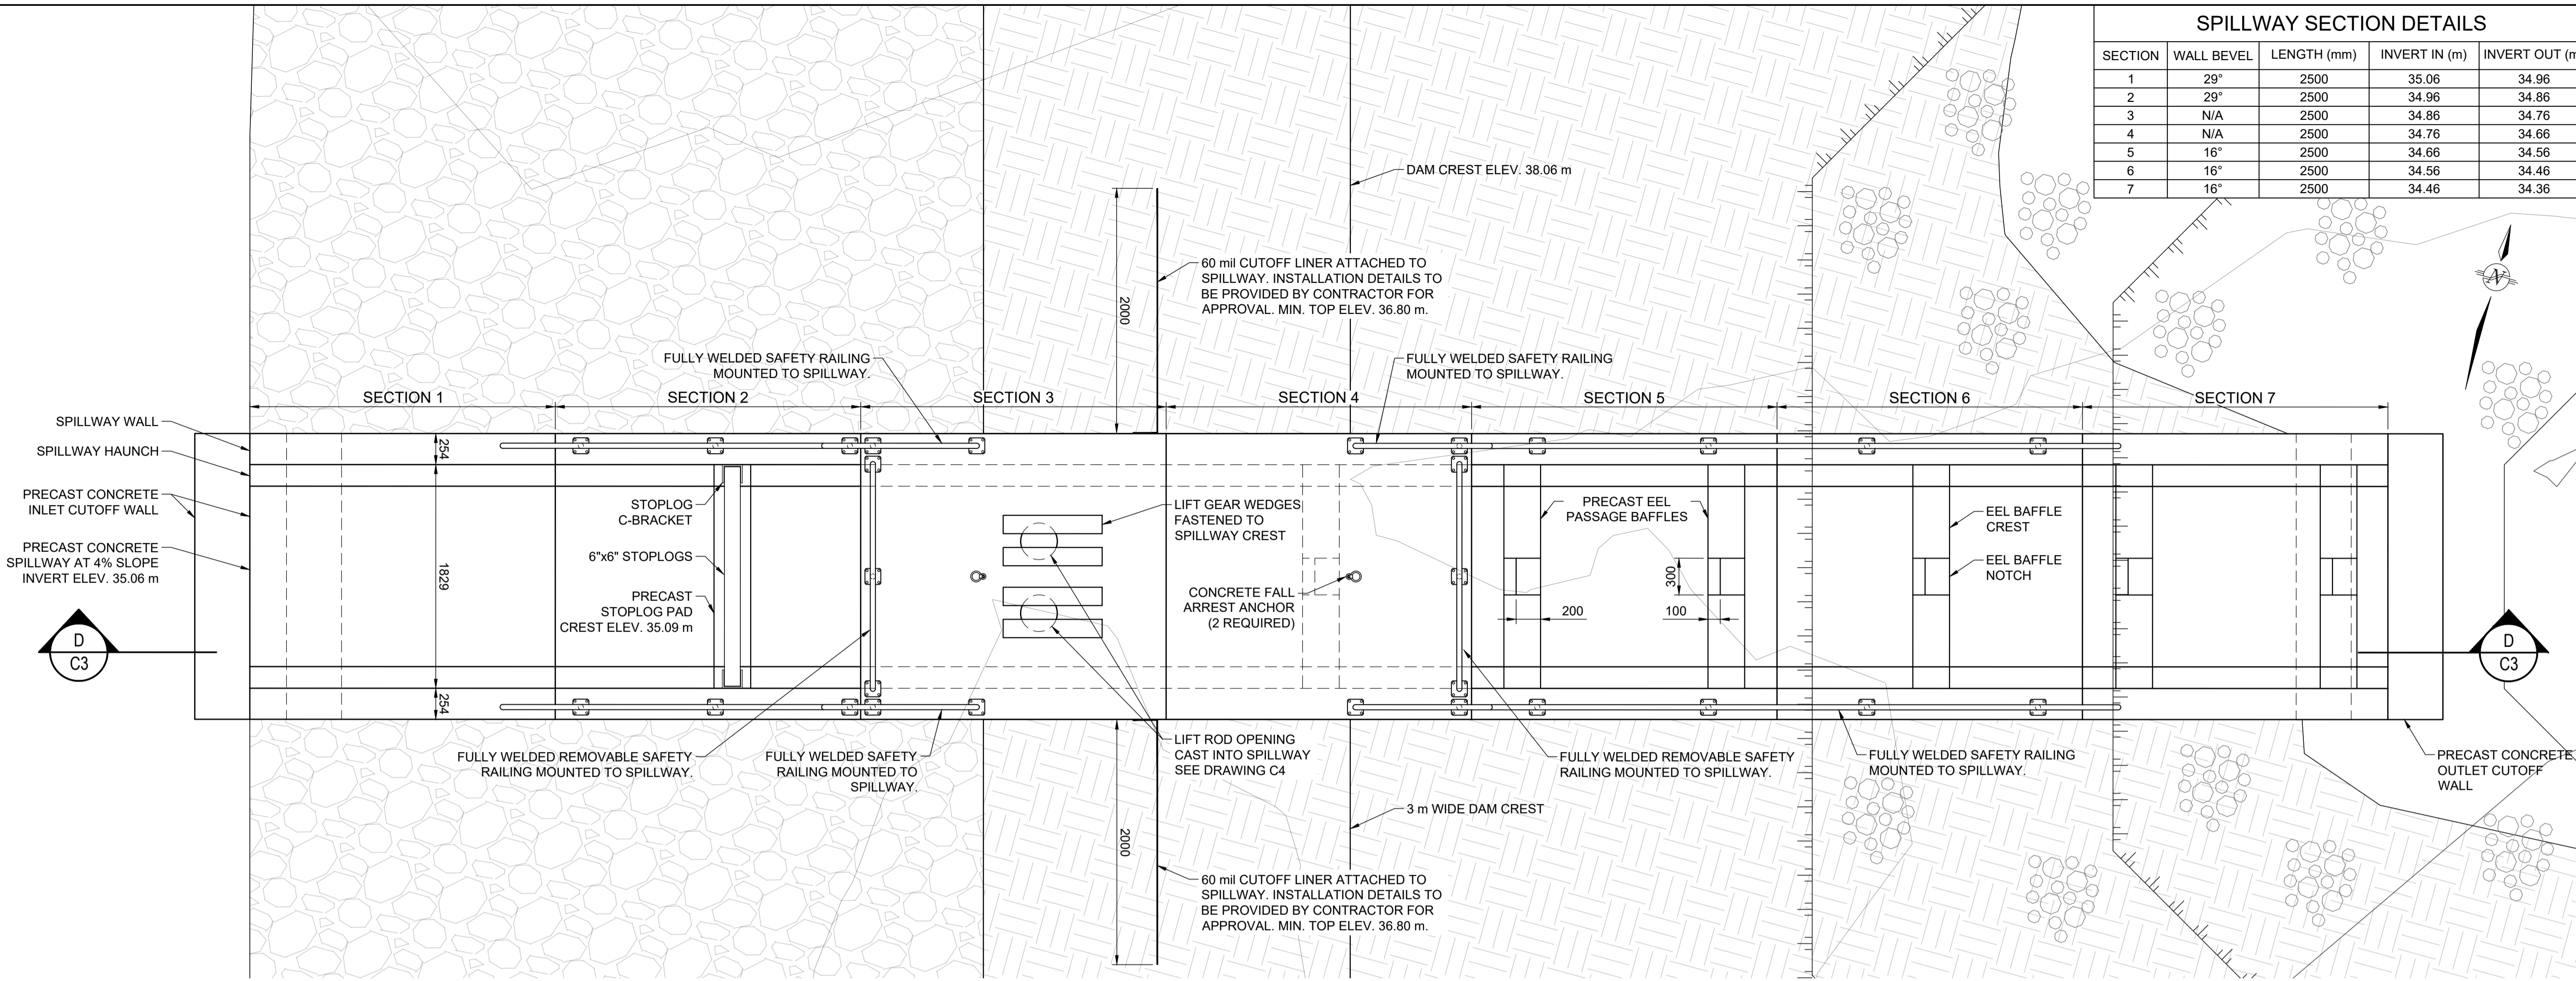 SPILLWAY SECTION DETAILS
SECTION WALL BEVEL LENGTH (mm) INVERT IN (m) INVERT OUT (m
1 29° 2500 35.06 34.96
2 29° 2500 34.96 34.86
3 N/A 2500 34.86 34.76
4 N/A 2500 34.76 34.66
5 16° 2500 34.66 34.56
6 16° 2500 34.56 34.46
7 16° 2500 34.46 34.36
DAM CREST ELEV. 38.06 m
N
60 mil CUTOFF LINER ATTACHED TO
SPILLWAY. INSTALLATION DETAILS TO
BE PROVIDED BY CONTRACTOR FOR
APPROVAL. MIN. TOP ELEV. 36.80 m.
2000
FULLY WELDED SAFETY RAILING
MOUNTED TO SPILLWAY.
FULLY WELDED SAFETY RAILING
MOUNTED TO SPILLWAY.
SECTION 1
SECTION 2
SECTION 3
SECTION 4
SECTION 5
SECTION 6
SECTION 7
SPILLWAY WALL
SPILLWAY HAUNCH
PRECAST CONCRETE
INLET CUTOFF WALL
PRECAST CONCRETE
SPILLWAY AT 4% SLOPE
INVERT ELEV. 35.06 m
254
1829
254
STOPLOG
C-BRACKET
6"x6" STOPLOGS
PRECAST
STOPLOG PAD
CREST ELEV. 35.09 m
LIFT GEAR WEDGES
FASTENED TO
SPILLWAY CREST
CONCRETE FALL
ARREST ANCHOR
(2 REQUIRED)
PRECAST EEL
PASSAGE BAFFLES
300
200
100
EEL BAFFLE
CREST
EEL BAFFLE
NOTCH
D
C3
D
C3
FULLY WELDED REMOVABLE SAFETY
RAILING MOUNTED TO SPILLWAY.
FULLY WELDED SAFETY
RAILING MOUNTED TO
SPILLWAY.
LIFT ROD OPENING
CAST INTO SPILLWAY
SEE DRAWING C4
FULLY WELDED REMOVABLE SAFETY
RAILING MOUNTED TO SPILLWAY.
FULLY WELDED SAFETY RAILING
MOUNTED TO SPILLWAY.
PRECAST CONCRETE
OUTLET CUTOFF
WALL
3 m WIDE DAM CREST
2000
60 mil CUTOFF LINER ATTACHED TO
SPILLWAY. INSTALLATION DETAILS TO
BE PROVIDED BY CONTRACTOR FOR
APPROVAL. MIN. TOP ELEV. 36.80 m.